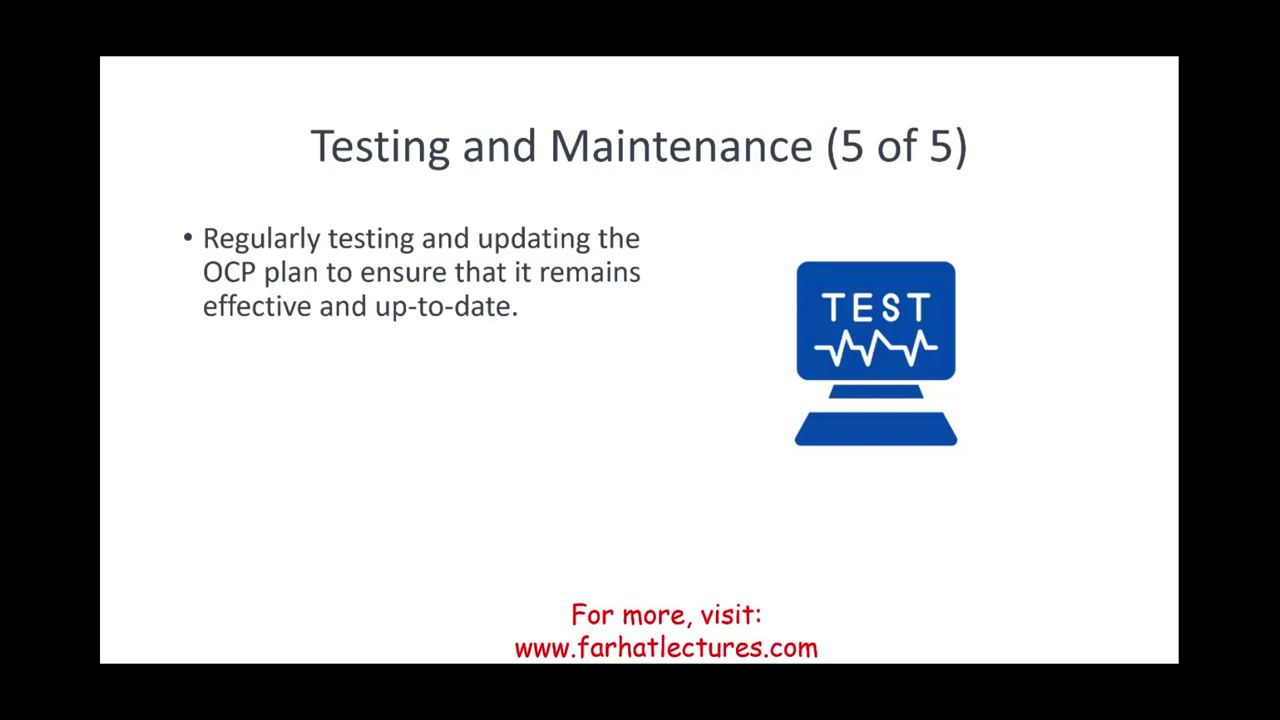 Testing and Maintenance (5 of 5)
• Regularly testing and updating the
OCP plan to ensure that it remains
effective and up-to-date.
TEST
For more, visit:
www.farhatlectures.com